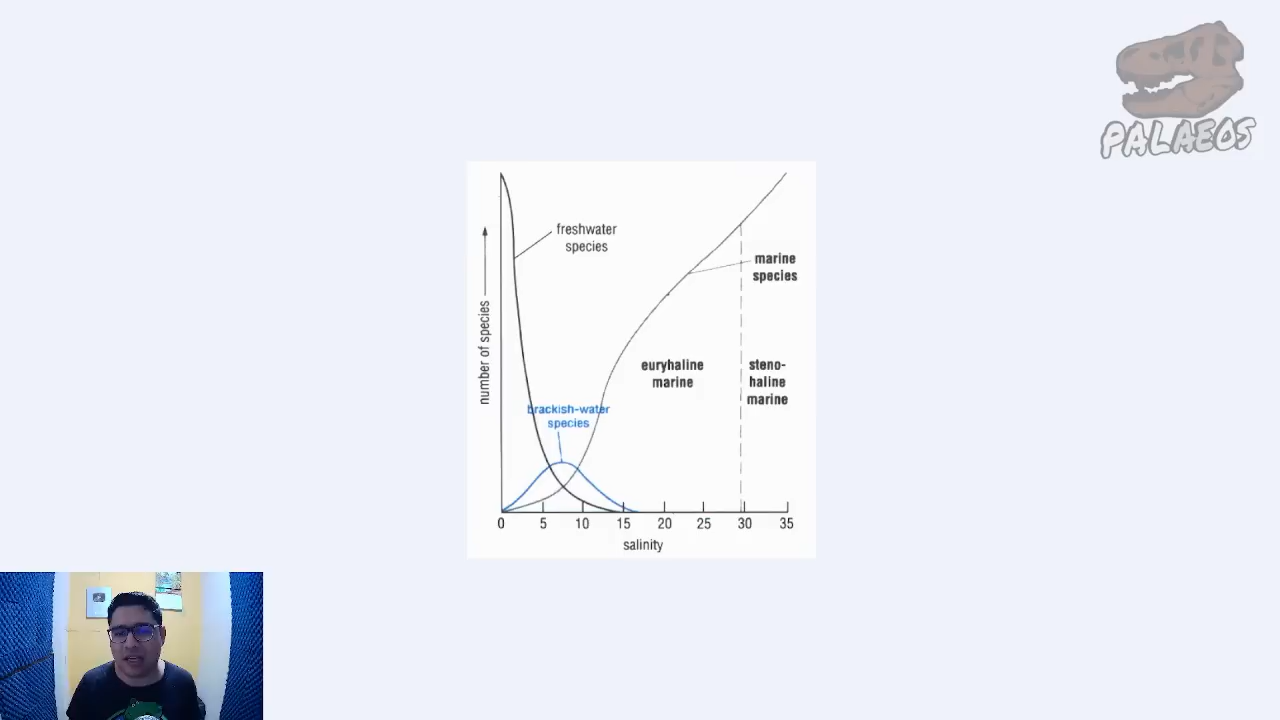 PALAEOS
freshwater
species
marine
species
number of species
euryhaline
marine
steno-
haline
marine
brackish-water
species
0 5 10 15 20 25 30 35
salinity